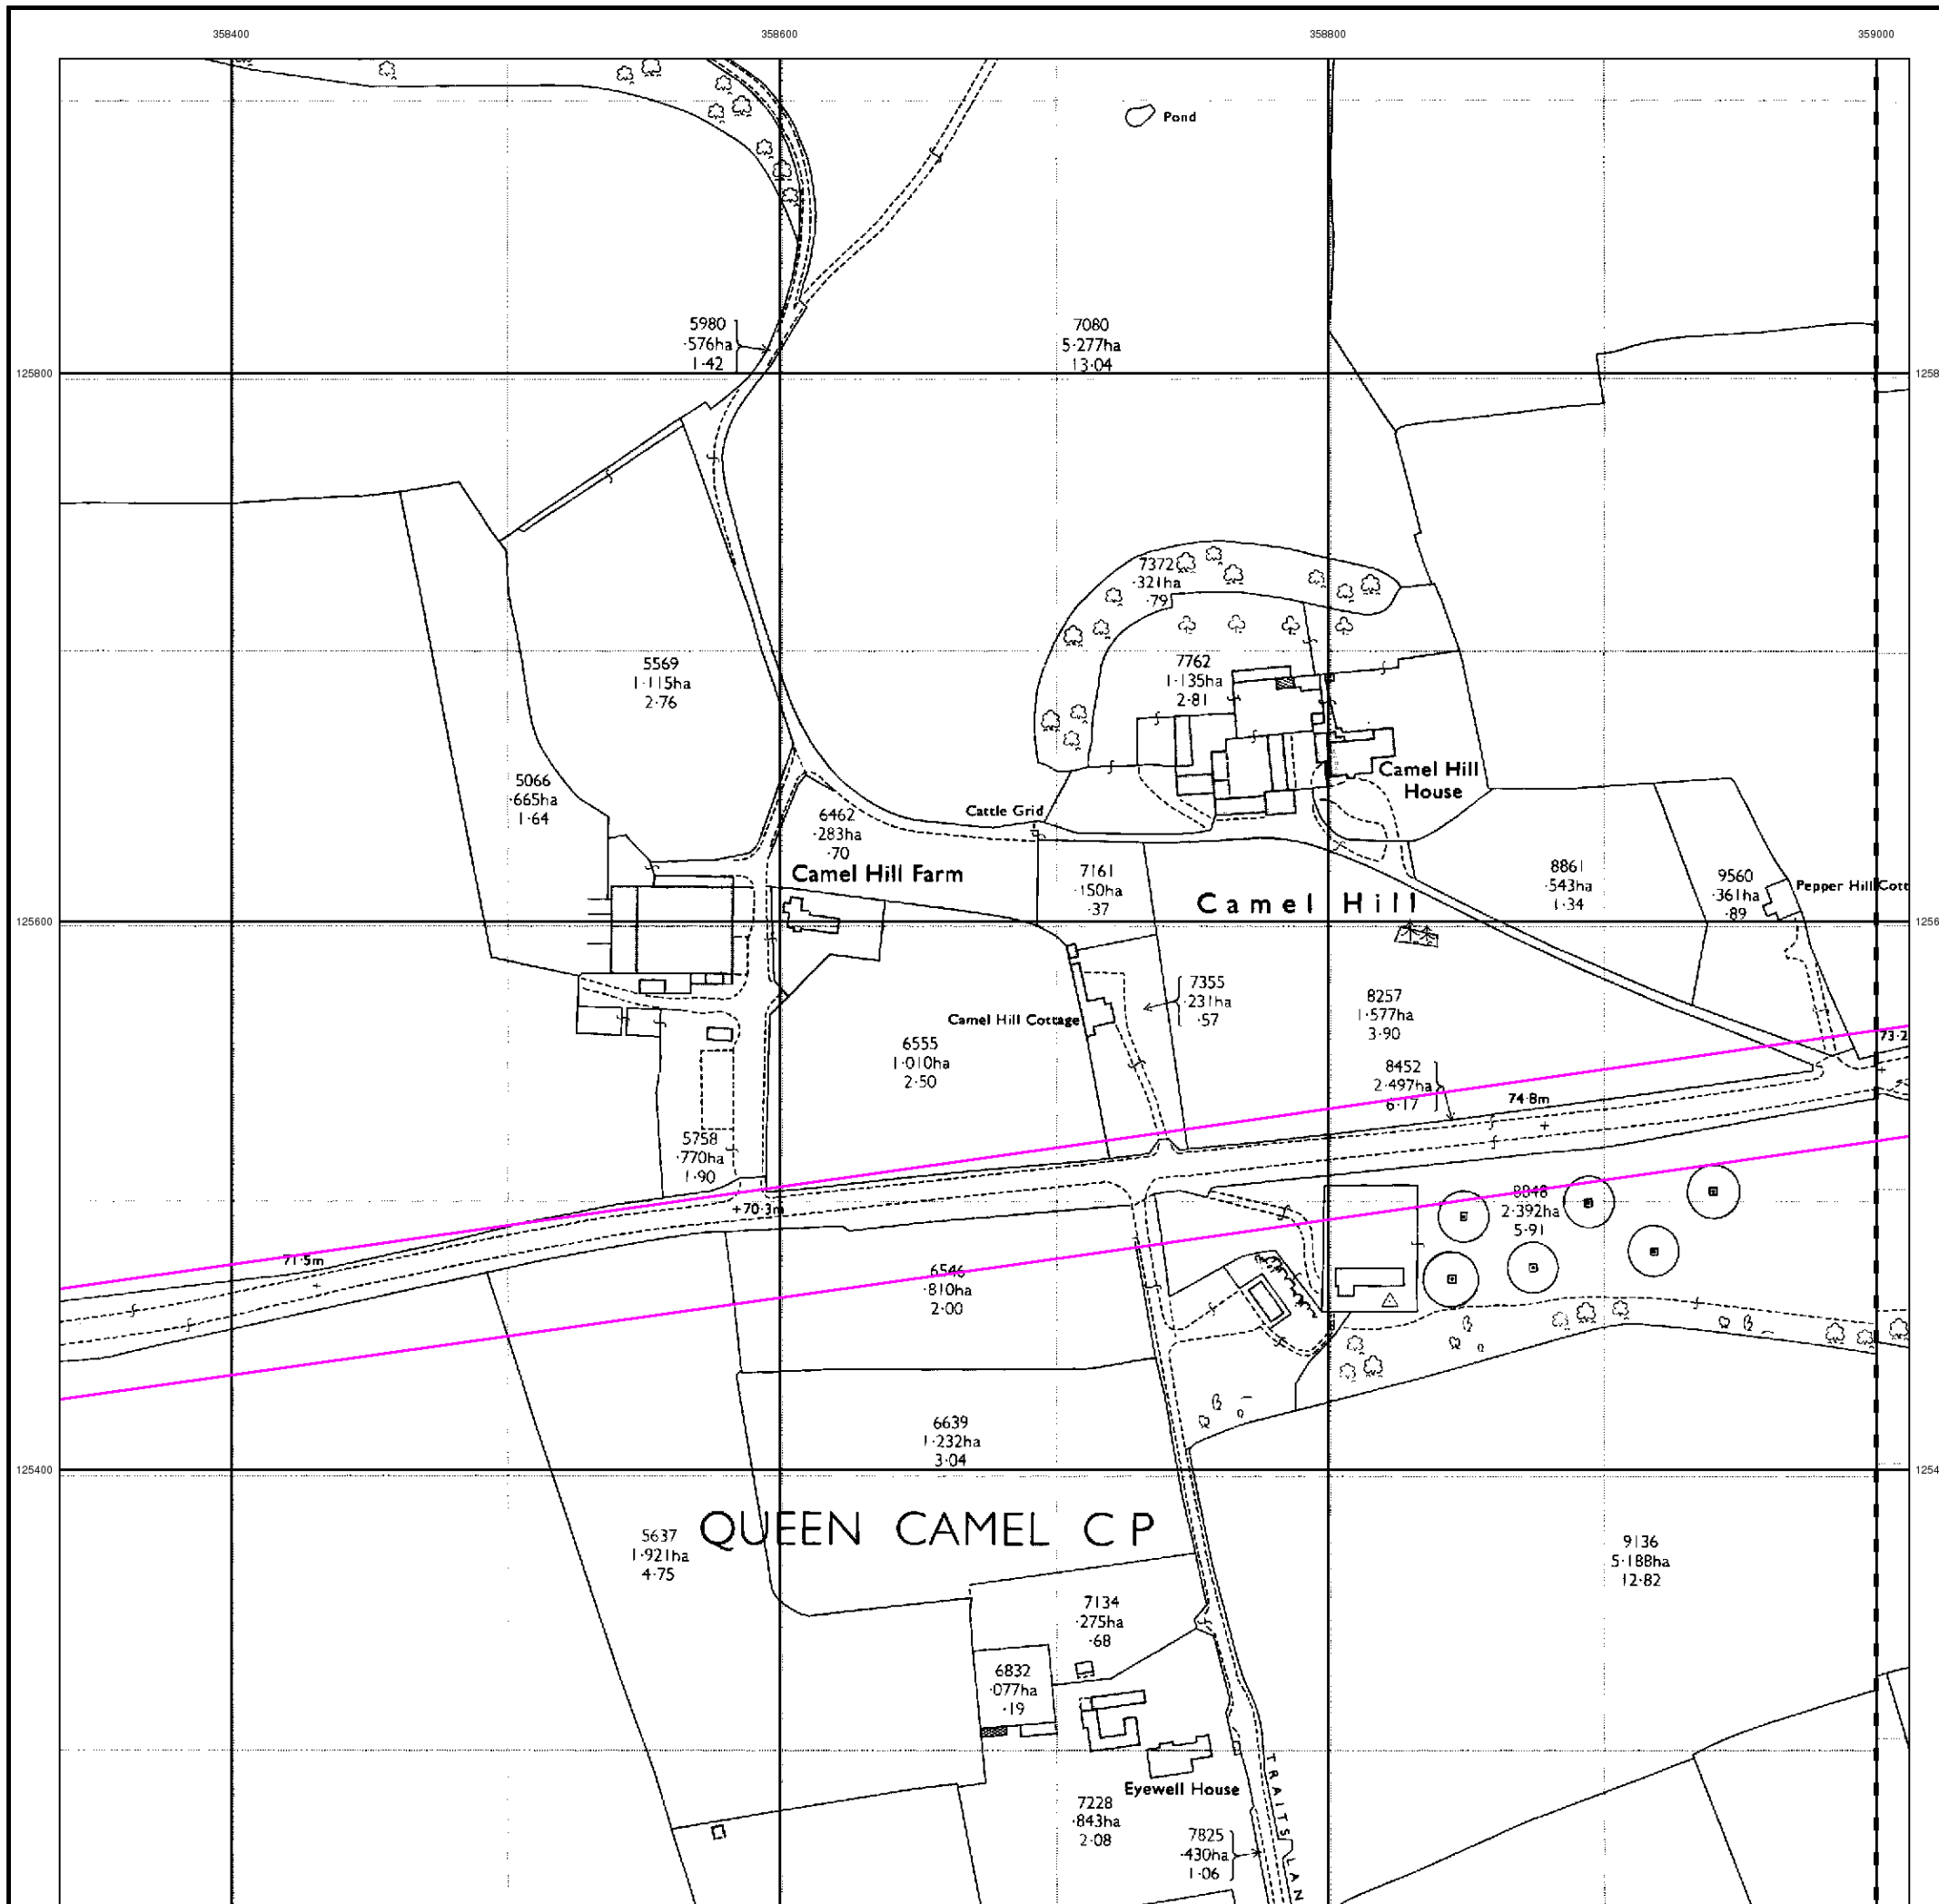 358400
358600
358800
359000
Pond
5980
·576ha
1·42
7080
5·277ha
13·04
125800
1258
7372
·321ha
·79
5569
1·115ha
2·76
7762
1·135ha
2·81
Camel Hill
House
5066
·665ha
1·64
Cattle Grid
6462
·283ha
·70
Camel Hill Farm
7161
·150ha
·37
Camel Hill
8861
·543ha
1·34
9560
·361ha
·89
Pepper Hill Cott
125600
1256
7355
·231ha
·57
8257
1·577ha
3·90
Camel Hill Cottage
6555
1·010ha
2·50
73·2
8452
2·497ha
6·17
74·8m
5758
·770ha
1·90
+70·3m
8848
2·392ha
5·91
71·5m
6546
·810ha
2·00
6639
1·232ha
3·04
125400
1254
QUEEN CAMEL CP
5637
1·921ha
4·75
9136
5·188ha
12·82
7134
·275ha
·68
6832
·077ha
·19
Eyewell House
7228
·843ha
2·08
TRAITS LAN
7825
·430ha
1·06